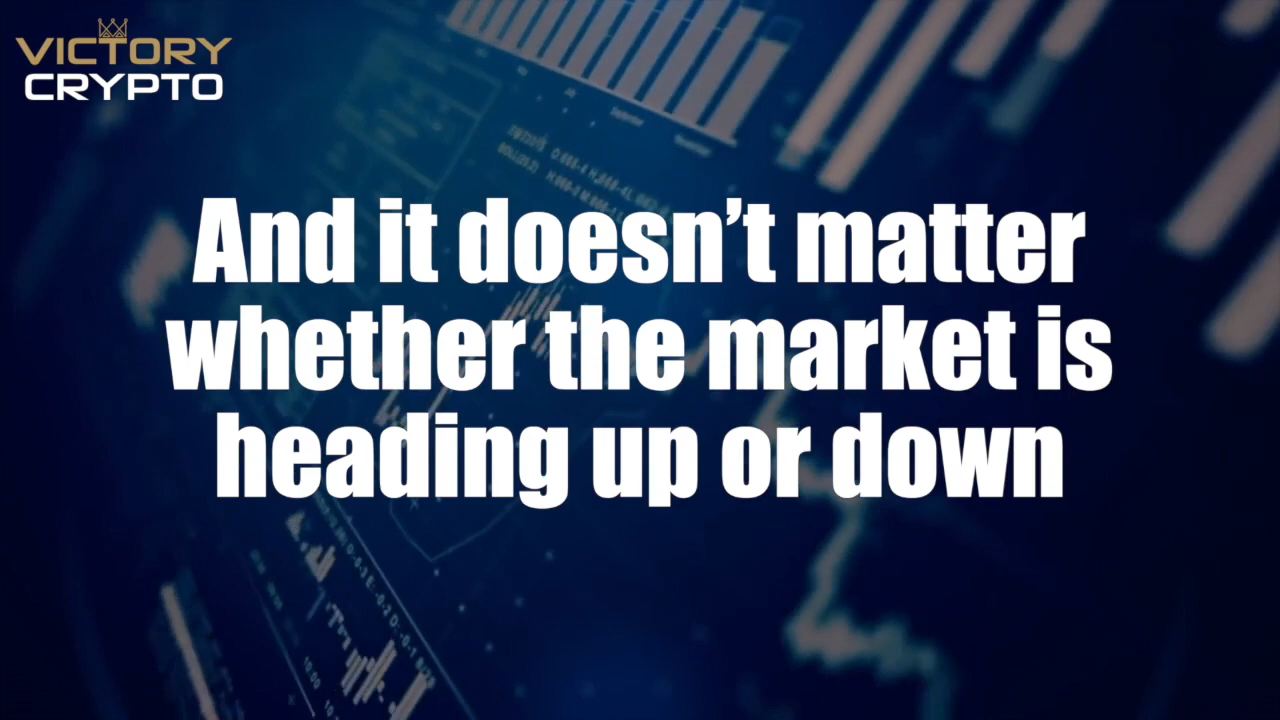 VICTORY
CRYPTO
And it doesn’t matter
whether the market is
heading up or down